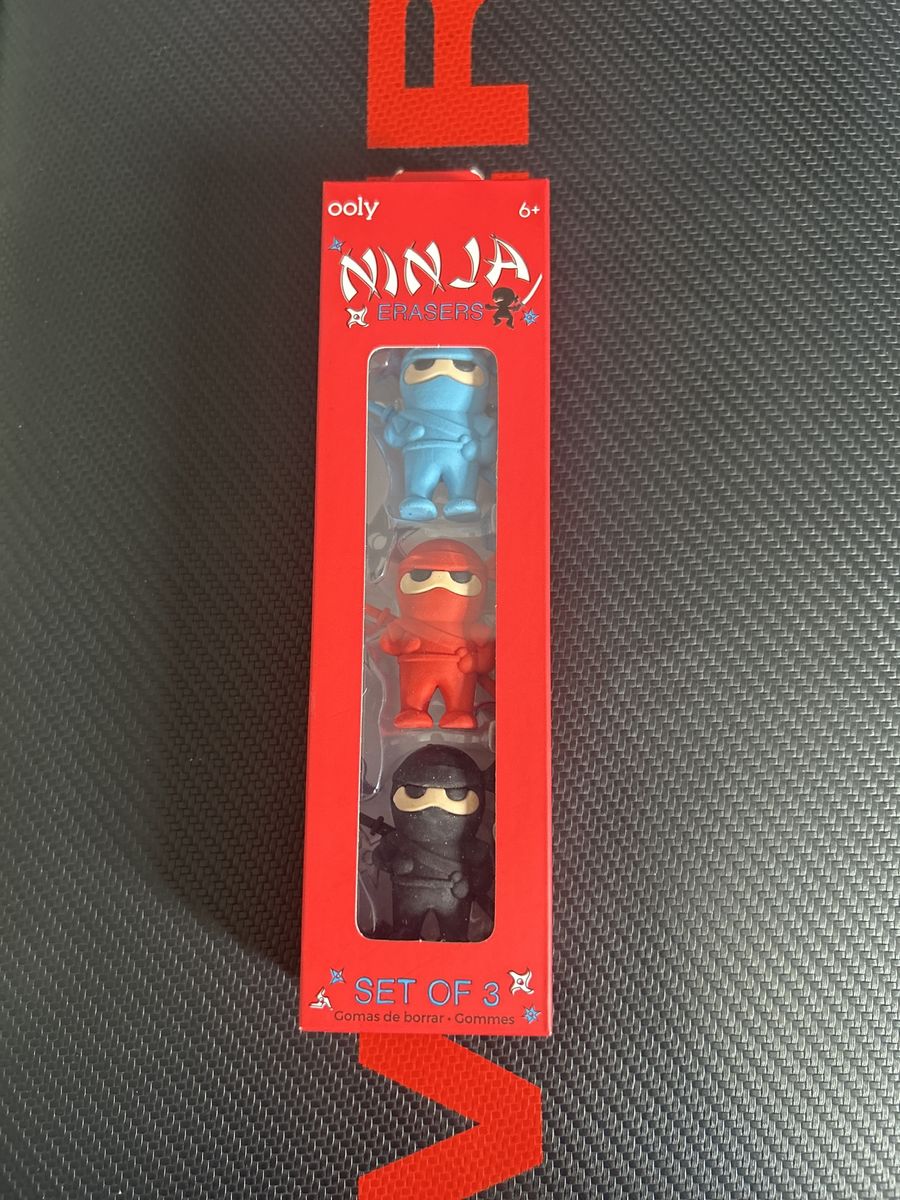 ooly
6+
NINJA
ERASERS
SET OF 3
Gomas de borrar • Gommes